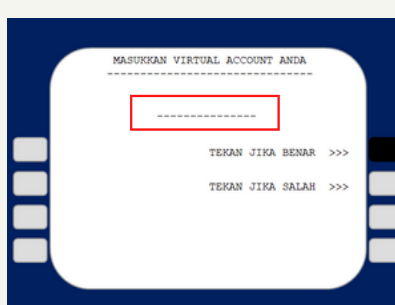 MASUKKAN VIRTUAL ACCOUNT ANDA
-------------------------------
---------------
TEKAN JIKA BENAR >>>
TEKAN JIKA SALAH >>>